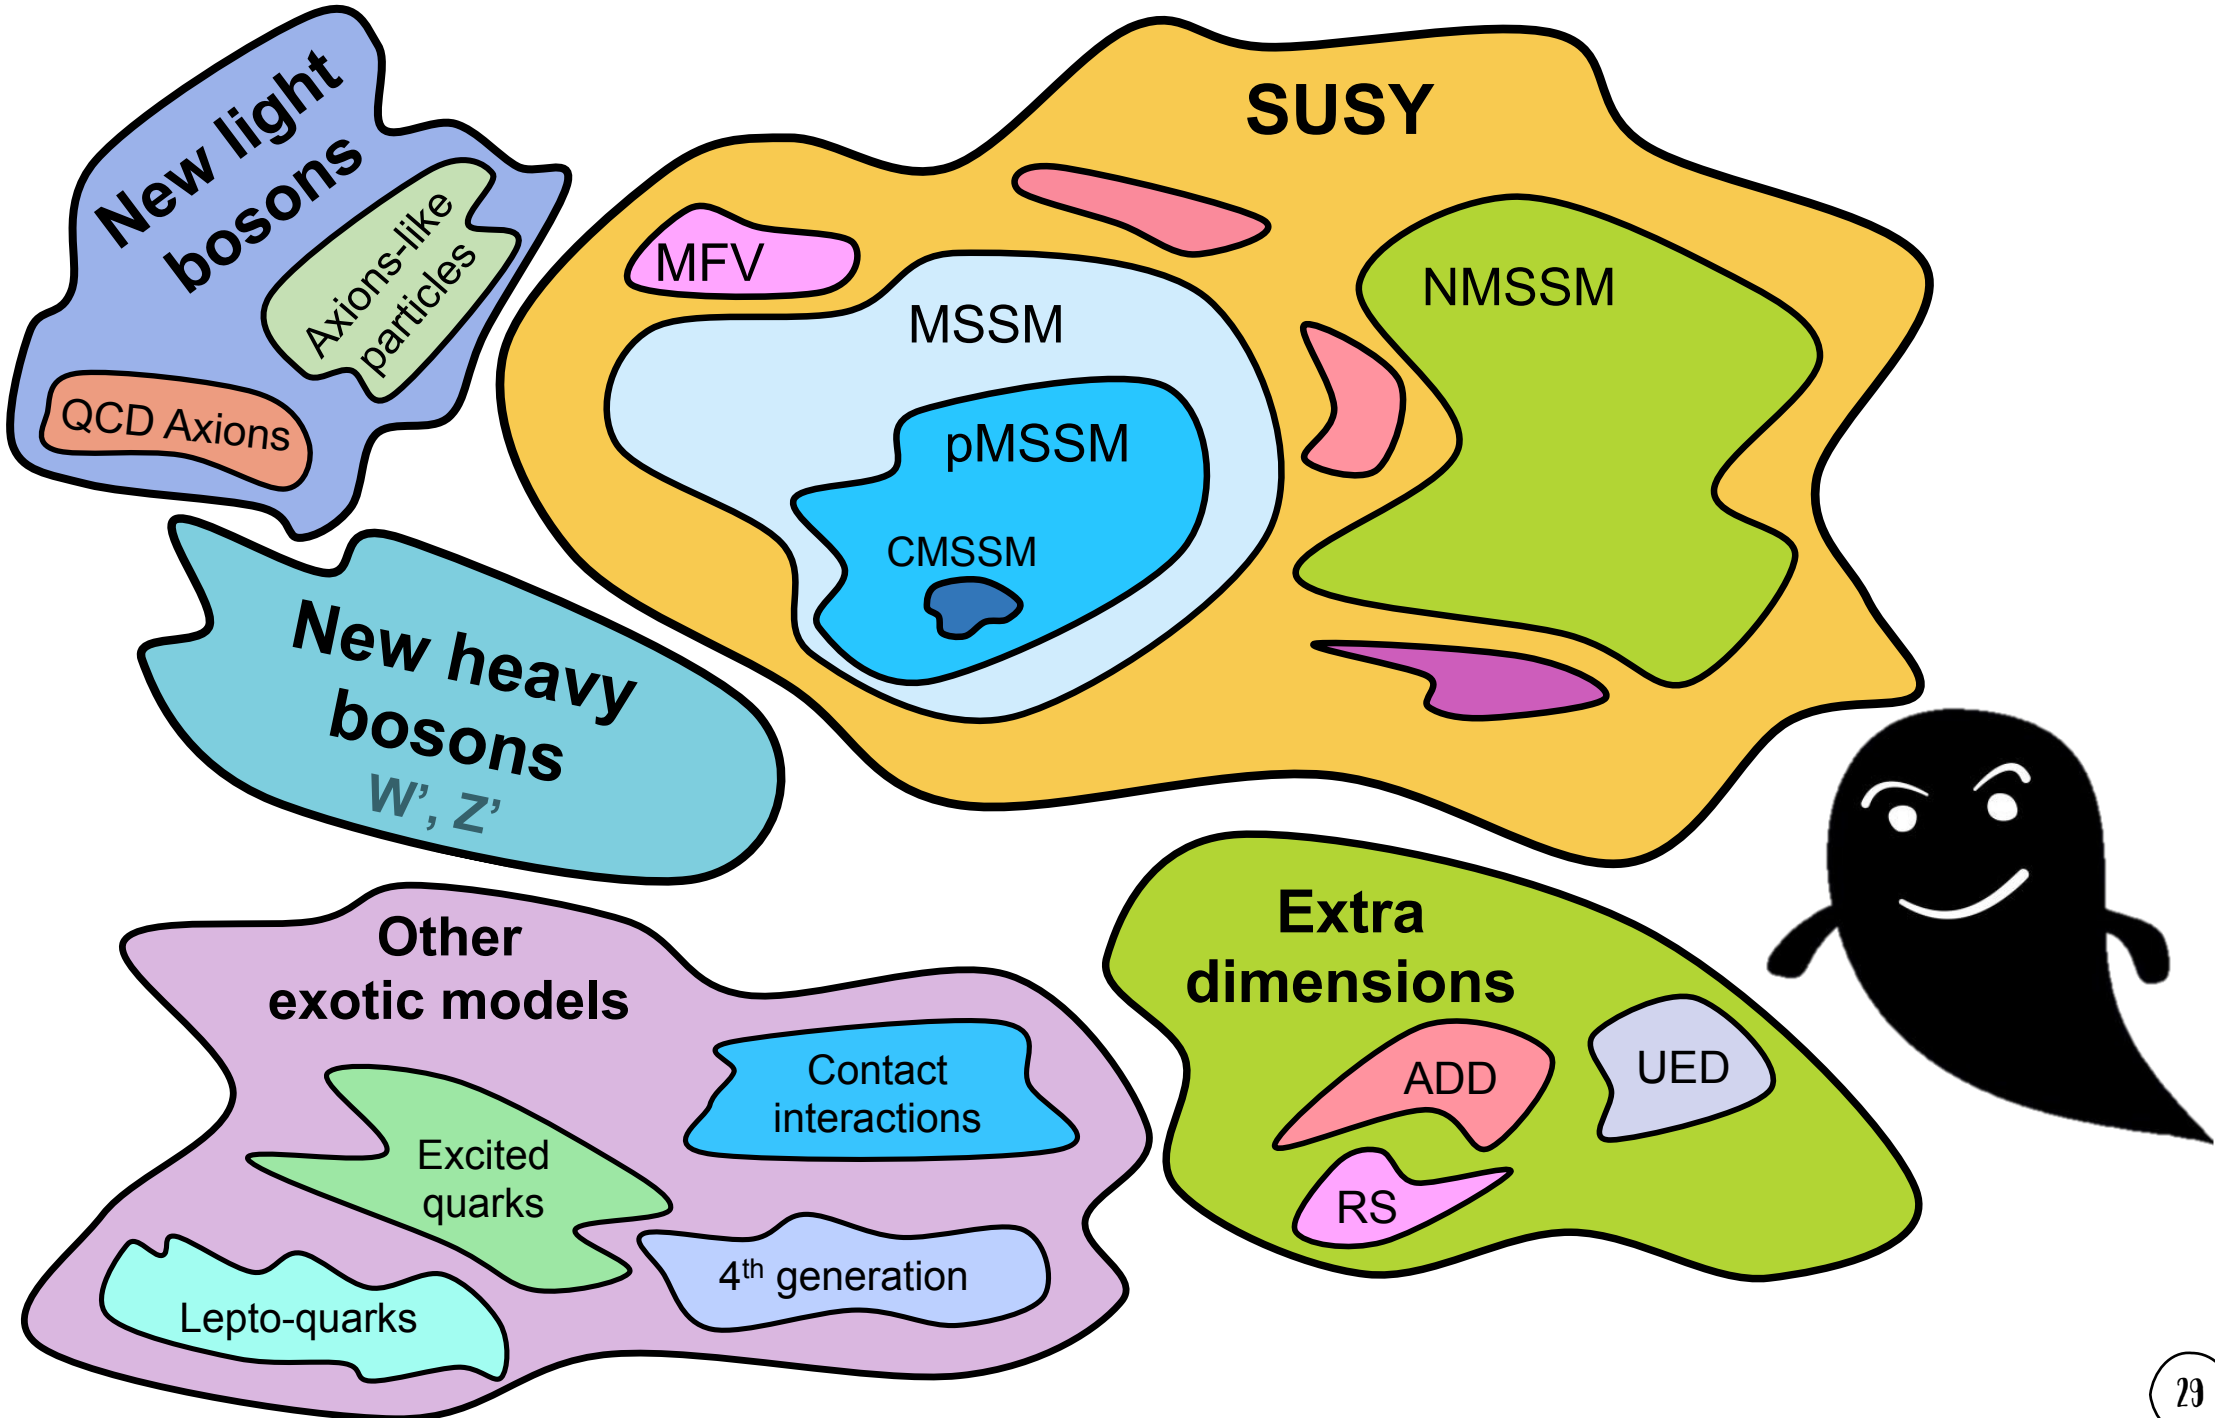 New light
bosons
Axions-like
particles
QCD Axions
SUSY
MFV
MSSM
pMSSM
CMSSM
NMSSM
New heavy
bosons
W’, Z’
Other
exotic models
Contact
interactions
Excited
quarks
4th generation
Lepto-quarks
Extra
dimensions
ADD
UED
RS
29